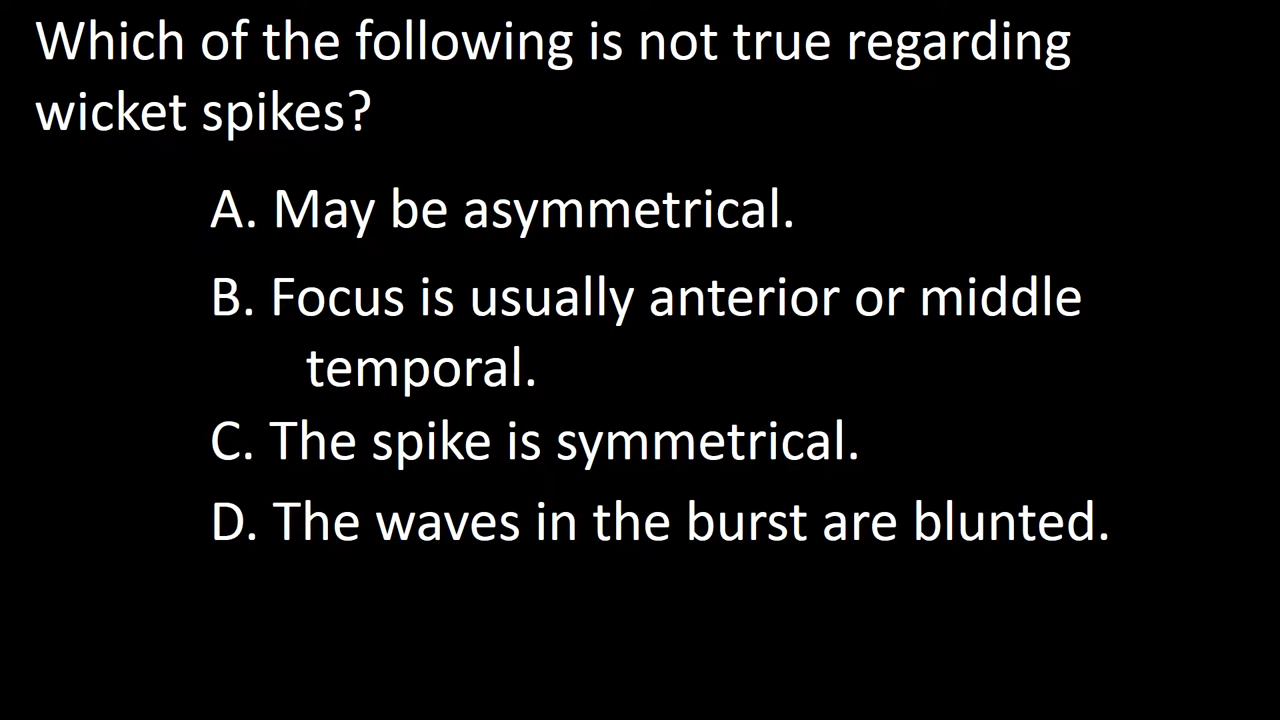 Which of the following is not true regarding
wicket spikes?
A. May be asymmetrical.
B. Focus is usually anterior or middle
temporal.
C. The spike is symmetrical.
D. The waves in the burst are blunted.